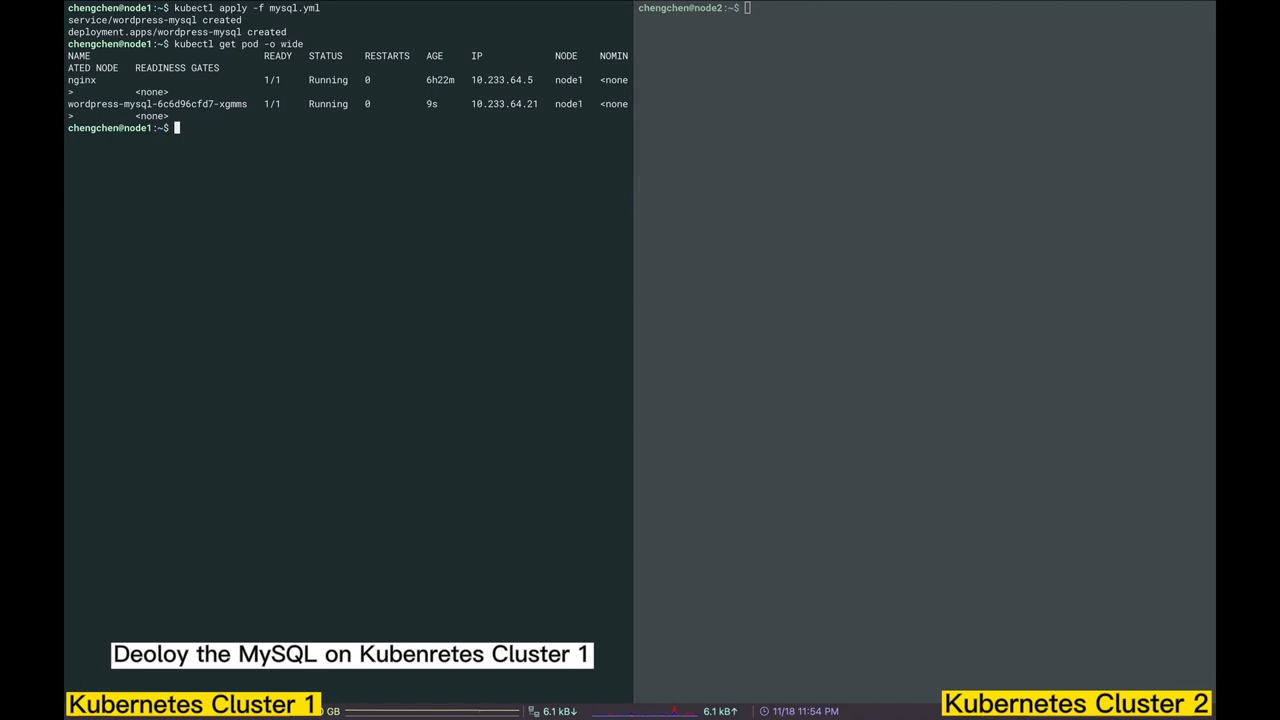 chengchen@node1:~$ kubectl apply -f mysql.yml
service/wordpress-mysql created
deployment.apps/wordpress-mysql created
chengchen@node1:~$ kubectl get pod -o wide
NAME READY STATUS RESTARTS AGE IP NODE NOMIN
ATED NODE READINESS GATES
nginx 1/1 Running 0 6h22m 10.233.64.5 node1 <none
> <none>
wordpress-mysql-6c6d96cfd7-xgmms 1/1 Running 0 9s 10.233.64.21 node1 <none
> <none>
chengchen@node1:~$
chengchen@node2:~$
Deoloy the MySQL on Kubenretes Cluster 1
Kubernetes Cluster 1
GB 6.1 kB↓ 6.1 kB↑ 11/18 11:54 PM
Kubernetes Cluster 2